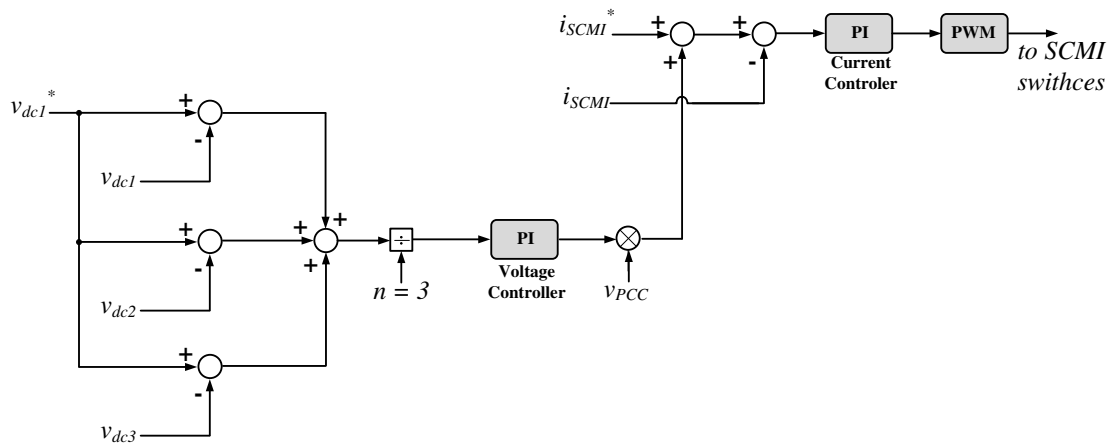 i_SCMI*
+
+
+
-
PI
Current
Controler
PWM
to SCMI
swithces
i_SCMI
v_dc1*
+
-
v_dc1
+
-
v_dc2
+
-
v_dc3
+
+
+
÷
n = 3
PI
Voltage
Controller
v_PCC